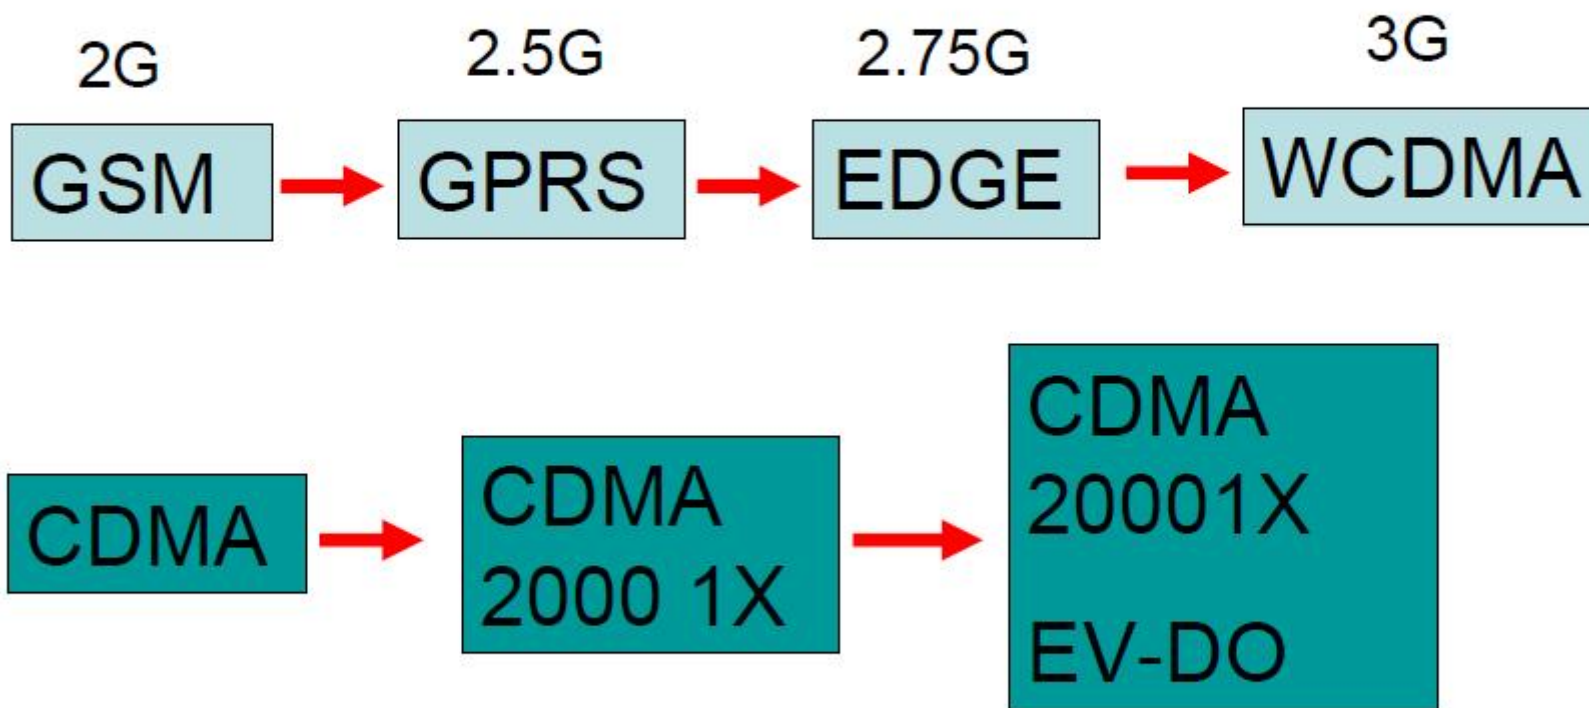 2G
2.5G
2.75G
3G
GSM
GPRS
EDGE
WCDMA
CDMA
CDMA
2000 1X
CDMA
20001X
EV-DO